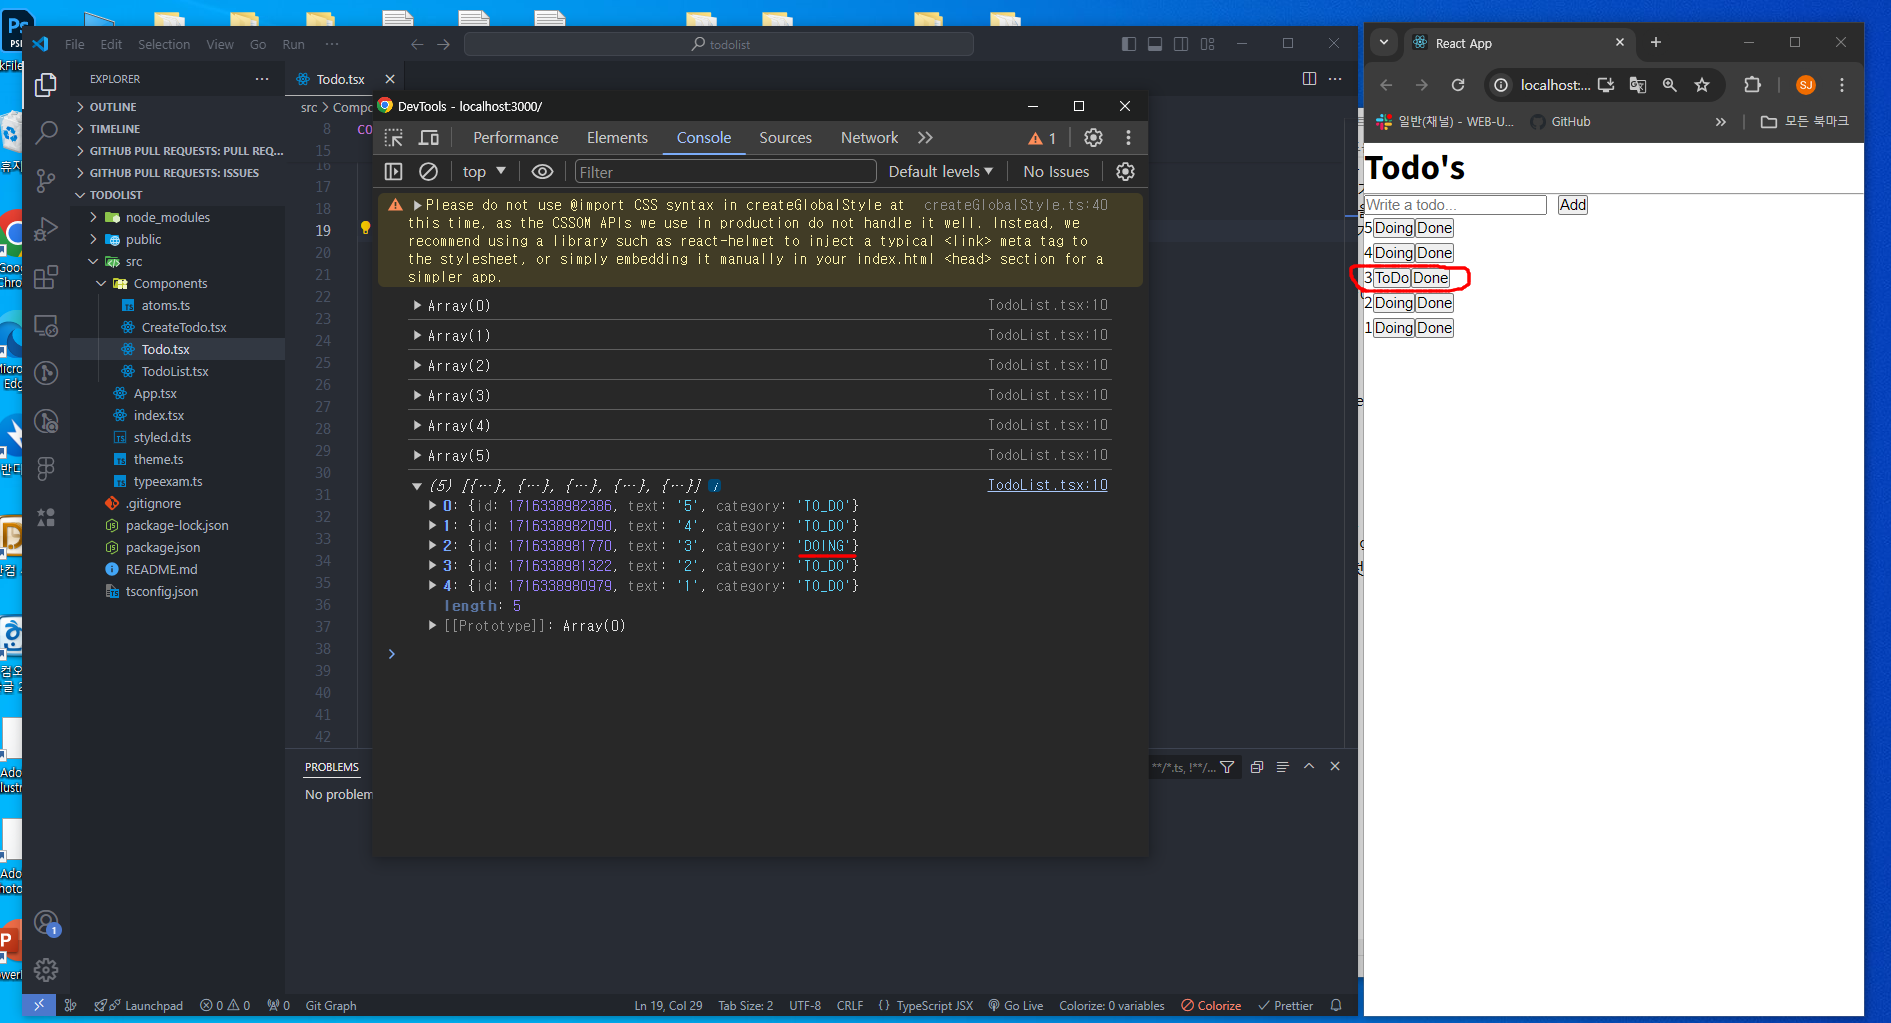 File Edit Selection View Go Run ···
todolist
EXPLORER
OUTLINE
TIMELINE
GITHUB PULL REQUESTS: PULL REQ...
GITHUB PULL REQUESTS: ISSUES
TODOLIST
node_modules
public
src
Components
atoms.ts
CreateTodo.tsx
Todo.tsx
TodoList.tsx
App.tsx
index.tsx
styled.d.ts
theme.ts
typeexam.ts
.gitignore
package-lock.json
package.json
README.md
tsconfig.json
Todo.tsx
src > Compo
8
15
16
17
18
19
20
21
22
23
24
25
26
27
28
29
30
31
32
33
34
35
36
37
38
39
40
41
42
PROBLEMS
No problem
**/*.ts, !**/...
DevTools - localhost:3000/
Performance Elements Console Sources Network 1
top Filter Default levels No Issues
Please do not use @import CSS syntax in createGlobalStyle at createGlobalStyle.ts:40
this time, as the CSSOM APIs we use in production do not handle it well. Instead, we
recommend using a library such as react-helmet to inject a typical <link> meta tag to
the stylesheet, or simply embedding it manually in your index.html <head> section for a
simpler app.
Array(0) TodoList.tsx:10
Array(1) TodoList.tsx:10
Array(2) TodoList.tsx:10
Array(3) TodoList.tsx:10
Array(4) TodoList.tsx:10
Array(5) TodoList.tsx:10
(5) [{…}, {…}, {…}, {…}, {…}] i TodoList.tsx:10
0: {id: 1716338982386, text: '5', category: 'TO_DO'}
1: {id: 1716338982090, text: '4', category: 'TO_DO'}
2: {id: 1716338981770, text: '3', category: 'DOING'}
3: {id: 1716338981322, text: '2', category: 'TO_DO'}
4: {id: 1716338980979, text: '1', category: 'TO_DO'}
length: 5
[[Prototype]]: Array(0)
Launchpad 0 0 0 Git Graph
Ln 19, Col 29 Tab Size: 2 UTF-8 CRLF {} TypeScript JSX Go Live Colorize: 0 variables Colorize Prettier
React App
localhost:... SJ
일반(채널) - WEB-U... GitHub » 모든 북마크
Todo's
Write a todo... Add
5 Doing Done
4 Doing Done
3 ToDo Done
2 Doing Done
1 Doing Done